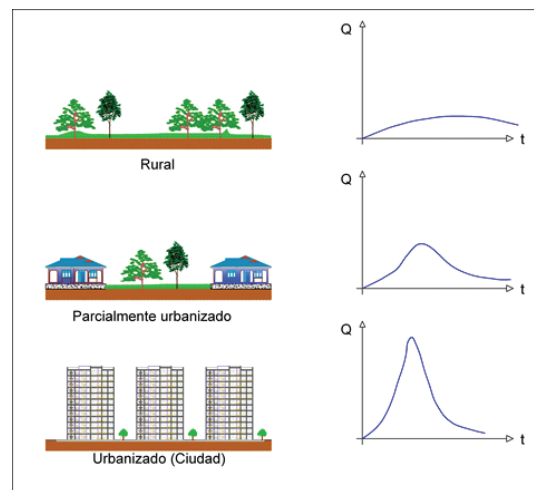 Q
t
Rural
Q
t
Parcialmente urbanizado
Q
t
Urbanizado (Ciudad)